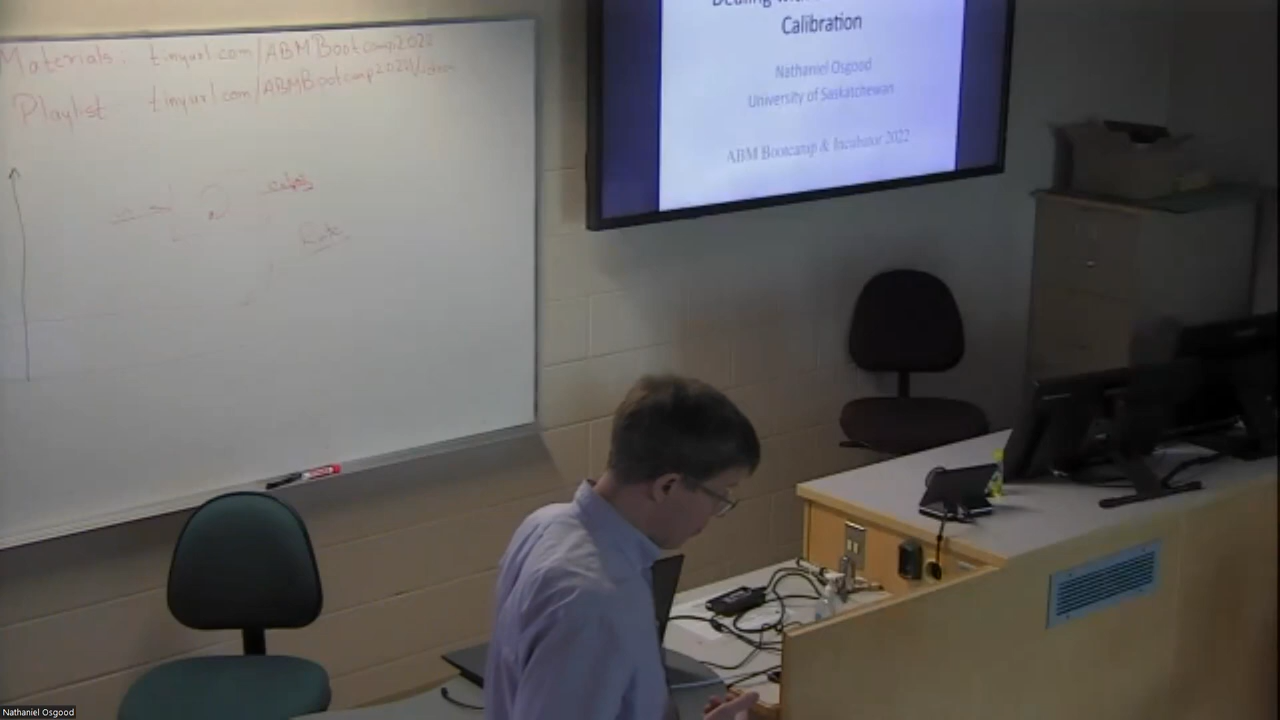 Materials: tinyurl.com/ABMBootcamp2022
Playlist tinyurl.com/ABMBootcamp2022/
Rate
Calibration
Nathaniel Osgood
University of Saskatchewan
ABM Bootcamp & Incubator 2022
Nathaniel Osgood